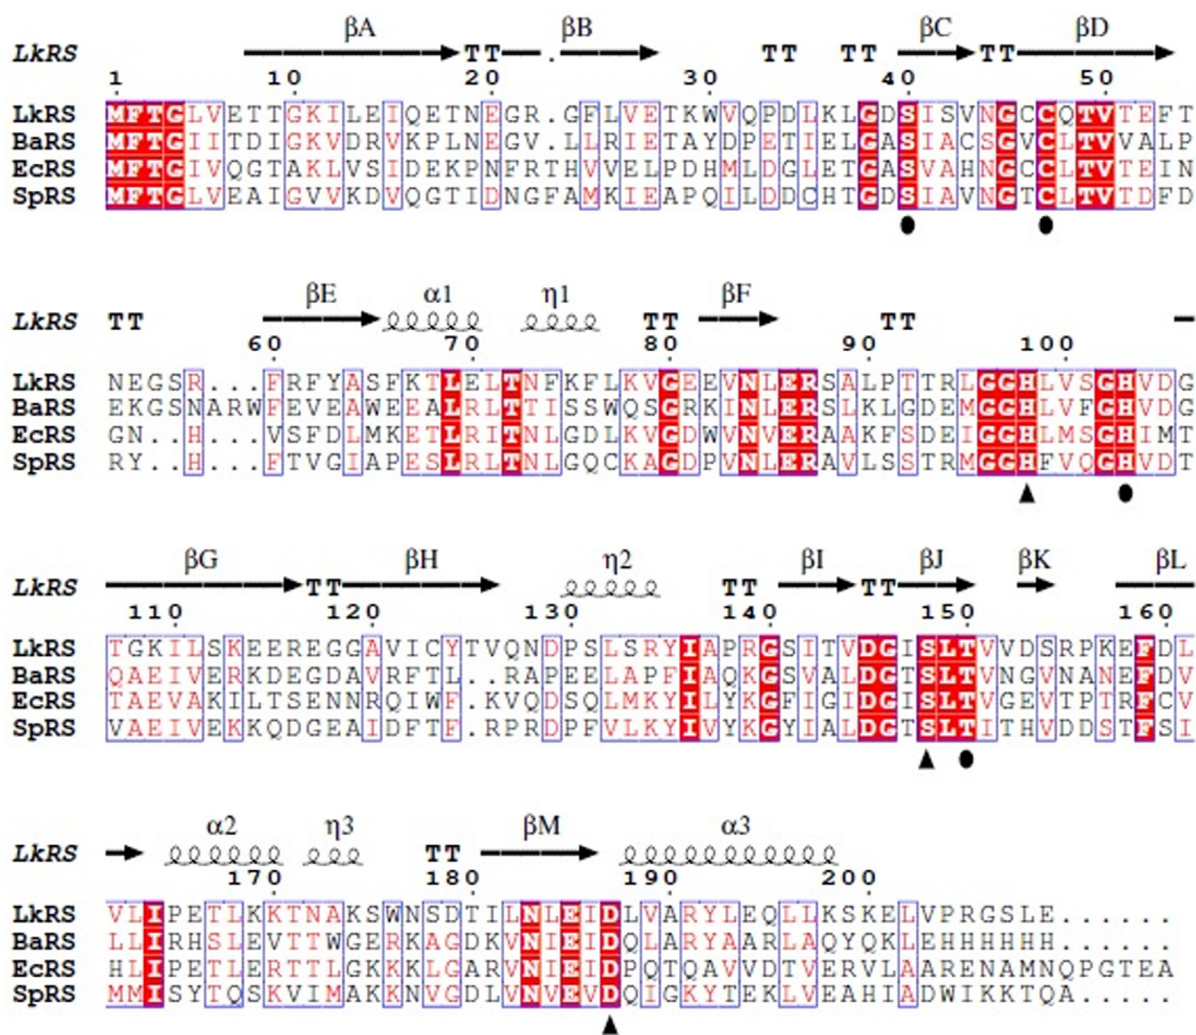 βA βB βC βD
LkRS TT . TT TT TT
1 10 20 30 40 50
LkRS MFTGLVETTGKILEIQETNEGR.GFLVETKWVQPDLKLGDSISVNGCCQTVTEFT
BaRS MFTGIITDIGKVDRVKPLNEGV.LLRIETAYDPETIELGASIACSGVCLTVVALP
EcRS MFTGIVQGTAKLVSIDEKPNFRTHVVELPDHMLDGLETGASVAHNGCCLTVTEIN
SpRS MFTGLVEAIGVVKDVQGTIDNGFAMKIEAPQILDDCHTGDSIAVNGTCLTVTDFD
βE α1 η1 βF
LkRS TT TT TT
60 70 80 90 100
LkRS NEGSR...FRFYASFKTLELTNFKFLKVGEEVNLERSALPTTRLGGHLVSGHVDG
BaRS EKGSNARWFEVEAWEEALRLTTISSWQSGRKINLERSLKLGDEMGGHLVFGHVDG
EcRS GN..H...VSFDLMKETLRITNLGDLKVGDWVNVERAAKFSDEIGGHLMSGHIMT
SpRS RY..H...FTVGIAPESLRLTNLGQCKAGDPVNLERAVLSSTRMGGHFVQGHVDT
βG βH η2 βI βJ βK βL
LkRS TT TT TT
110 120 130 140 150 160
LkRS TGKILSKEEREGGAVICYTVQNDPSLSRYIAPRGSITVDGISLTVVDSRPKEFDL
BaRS QAEIVERKDEGDAVRFTL..RAPEELAPFIAQKGSVALDGTSLTVNGVNANEFDV
EcRS TAEVAKILTSENNRQIWF.KVQDSQLMKYILYKGFIGIDGISLTVGEVTPTRFCV
SpRS VAEIVEKKQDGEAIDFTF.RPRDPFVLKYIVYKGYIALDGTSLTITHVDDSTFSI
α2 η3 βM α3
LkRS TT
170 180 190 200
LkRS VLIPETLKKTNAKSWNSDTILNLEIDLVARYLEQLLKSKELVPRGSLE......
BaRS LLIRHSLEVTTWGERKAGDKVNIEIDQLARYAARLAQYQKLEHHHHHH......
EcRS HLIPETLERTTLGKKKLGARVNIEIDPQTQAVVDTVERVLAARENAMNQPGTEA
SpRS MMISYTQSKVIMAKKNVGDLVNVEVDQIGKYTEKLVEAHIADWIKKTQA.....